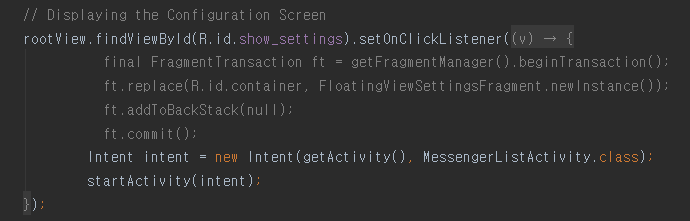 // Displaying the Configuration Screen
rootView.findViewById(R.id.show_settings).setOnClickListener((v) → {
final FragmentTransaction ft = getFragmentManager().beginTransaction();
ft.replace(R.id.container, FloatingViewSettingsFragment.newInstance());
ft.addToBackStack(null);
ft.commit();
Intent intent = new Intent(getActivity(), MessengerListActivity.class);
startActivity(intent);
});